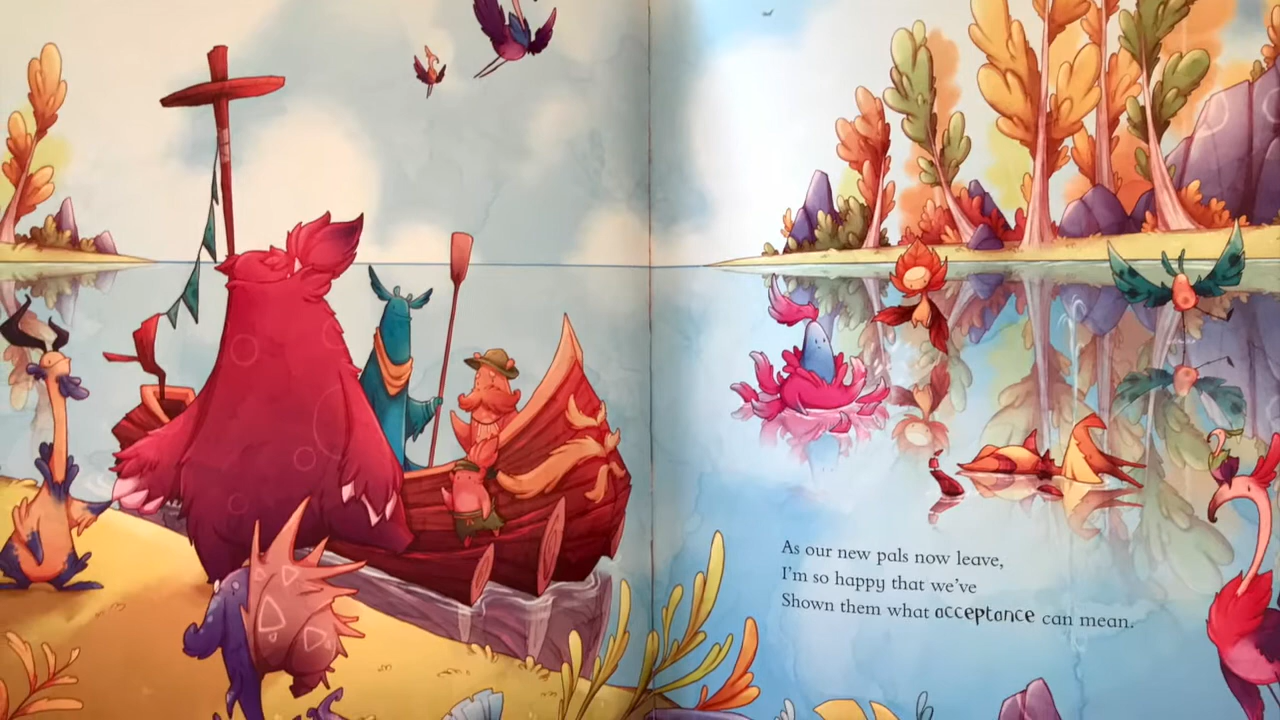 As our new pals now leave,
I'm so happy that we've
Shown them what acceptance can mean.